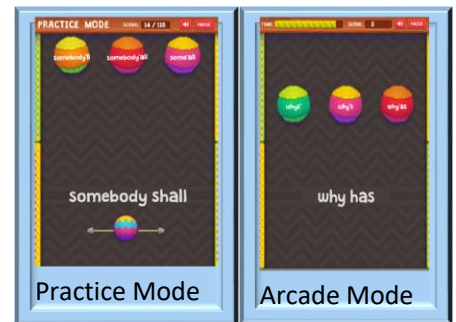 PRACTICE MODE SCORE: 14 / 115 PAUSE
somebody'll somebody'all some'all
somebody shall
Practice Mode
TIME: SCORE: 0 PAUSE
whys' why's why'as
why has
Arcade Mode